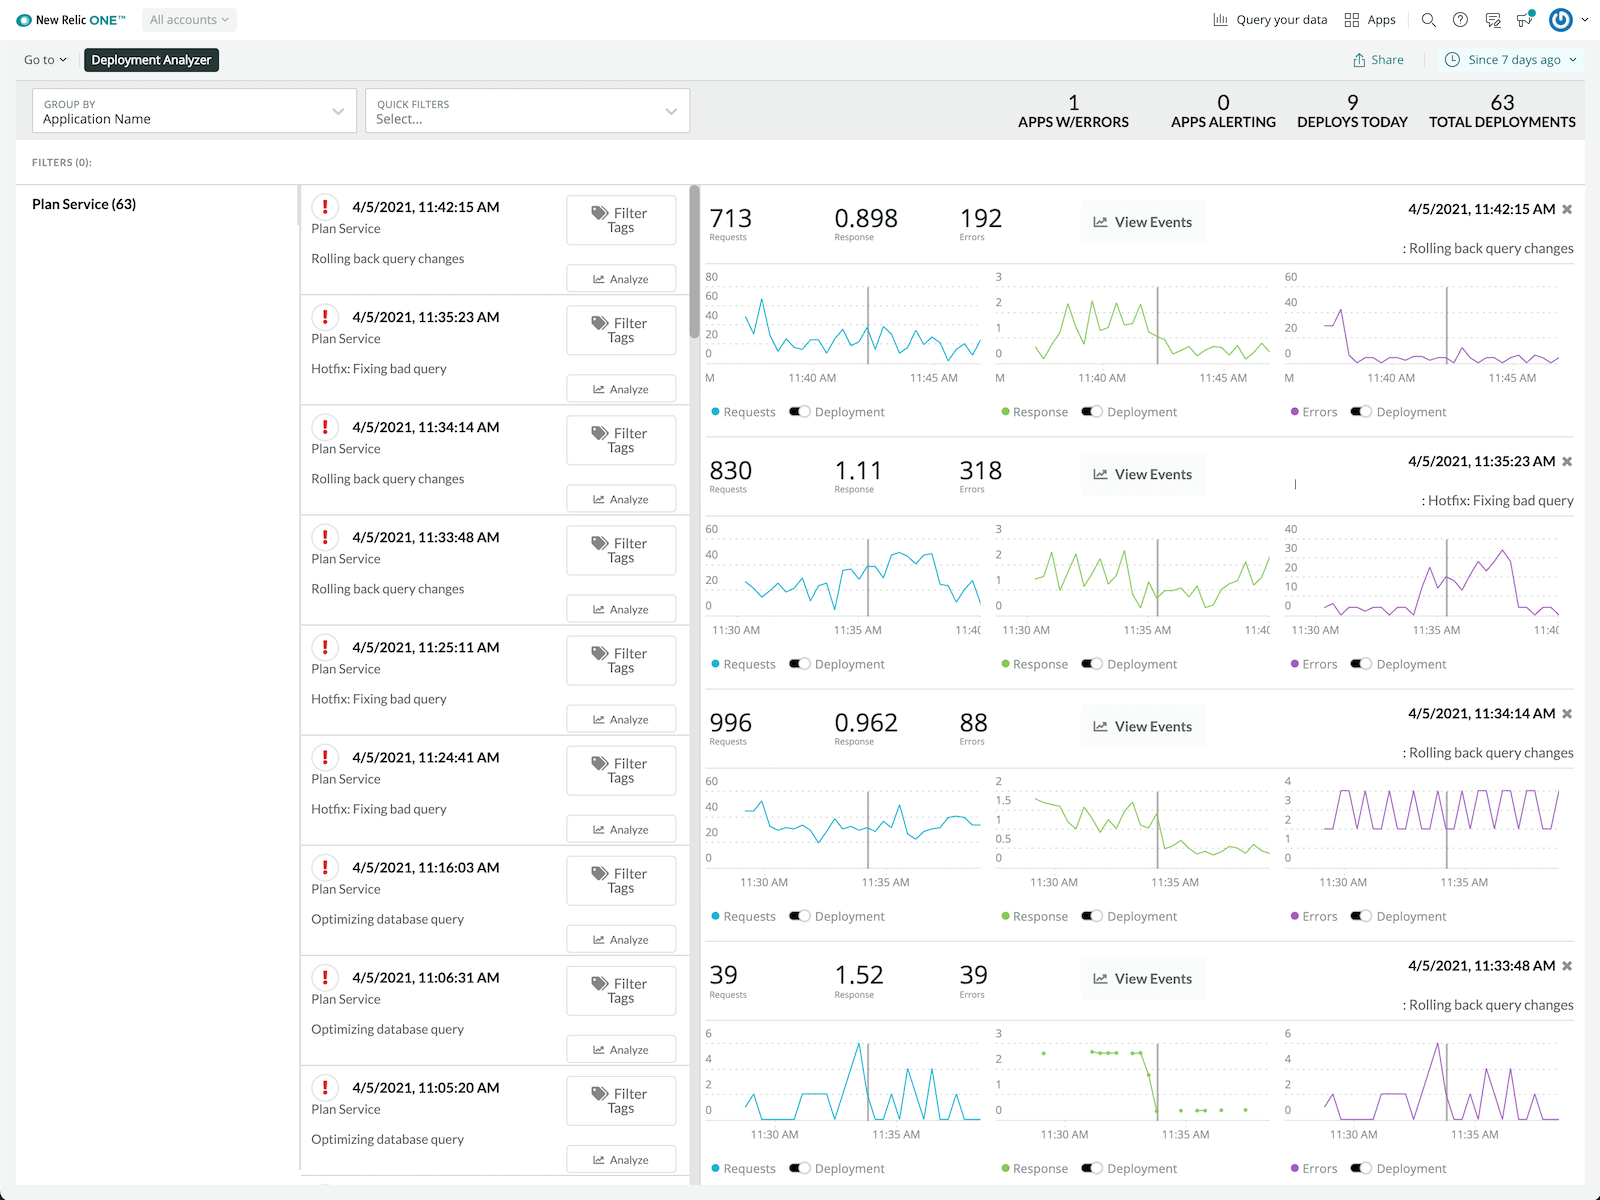 New Relic ONE™ All accounts Query your data Apps
Go to Deployment Analyzer Share Since 7 days ago
GROUP BY
Application Name
QUICK FILTERS
Select...
1
APPS W/ERRORS
0
APPS ALERTING
9
DEPLOYS TODAY
63
TOTAL DEPLOYMENTS
FILTERS (0):
Plan Service (63)
4/5/2021, 11:42:15 AM
Plan Service
Rolling back query changes
Filter
Tags
Analyze
4/5/2021, 11:35:23 AM
Plan Service
Hotfix: Fixing bad query
Filter
Tags
Analyze
4/5/2021, 11:34:14 AM
Plan Service
Rolling back query changes
Filter
Tags
Analyze
4/5/2021, 11:33:48 AM
Plan Service
Rolling back query changes
Filter
Tags
Analyze
4/5/2021, 11:25:11 AM
Plan Service
Hotfix: Fixing bad query
Filter
Tags
Analyze
4/5/2021, 11:24:41 AM
Plan Service
Hotfix: Fixing bad query
Filter
Tags
Analyze
4/5/2021, 11:16:03 AM
Plan Service
Optimizing database query
Filter
Tags
Analyze
4/5/2021, 11:06:31 AM
Plan Service
Optimizing database query
Filter
Tags
Analyze
4/5/2021, 11:05:20 AM
Plan Service
Optimizing database query
Filter
Tags
Analyze
713
Requests
0.898
Response
192
Errors
View Events
4/5/2021, 11:42:15 AM
: Rolling back query changes
80
60
40
20
0
M 11:40 AM 11:45 AM
Requests Deployment
3
2
1
0
M 11:40 AM 11:45 AM
Response Deployment
60
40
20
0
M 11:40 AM 11:45 AM
Errors Deployment
830
Requests
1.11
Response
318
Errors
View Events
4/5/2021, 11:35:23 AM
: Hotfix: Fixing bad query
60
40
20
0
11:30 AM 11:35 AM 11:40
Requests Deployment
3
2
1
0
11:30 AM 11:35 AM 11:40
Response Deployment
40
30
20
10
0
11:30 AM 11:35 AM 11:40
Errors Deployment
996
Requests
0.962
Response
88
Errors
View Events
4/5/2021, 11:34:14 AM
: Rolling back query changes
60
40
20
0
11:30 AM 11:35 AM
Requests Deployment
2
1.5
1
0.5
0
11:30 AM 11:35 AM
Response Deployment
4
3
2
1
0
11:30 AM 11:35 AM
Errors Deployment
39
Requests
1.52
Response
39
Errors
View Events
4/5/2021, 11:33:48 AM
: Rolling back query changes
6
4
2
0
11:30 AM 11:35 AM
Requests Deployment
3
2
1
0
11:30 AM 11:35 AM
Response Deployment
6
4
2
0
11:30 AM 11:35 AM
Errors Deployment